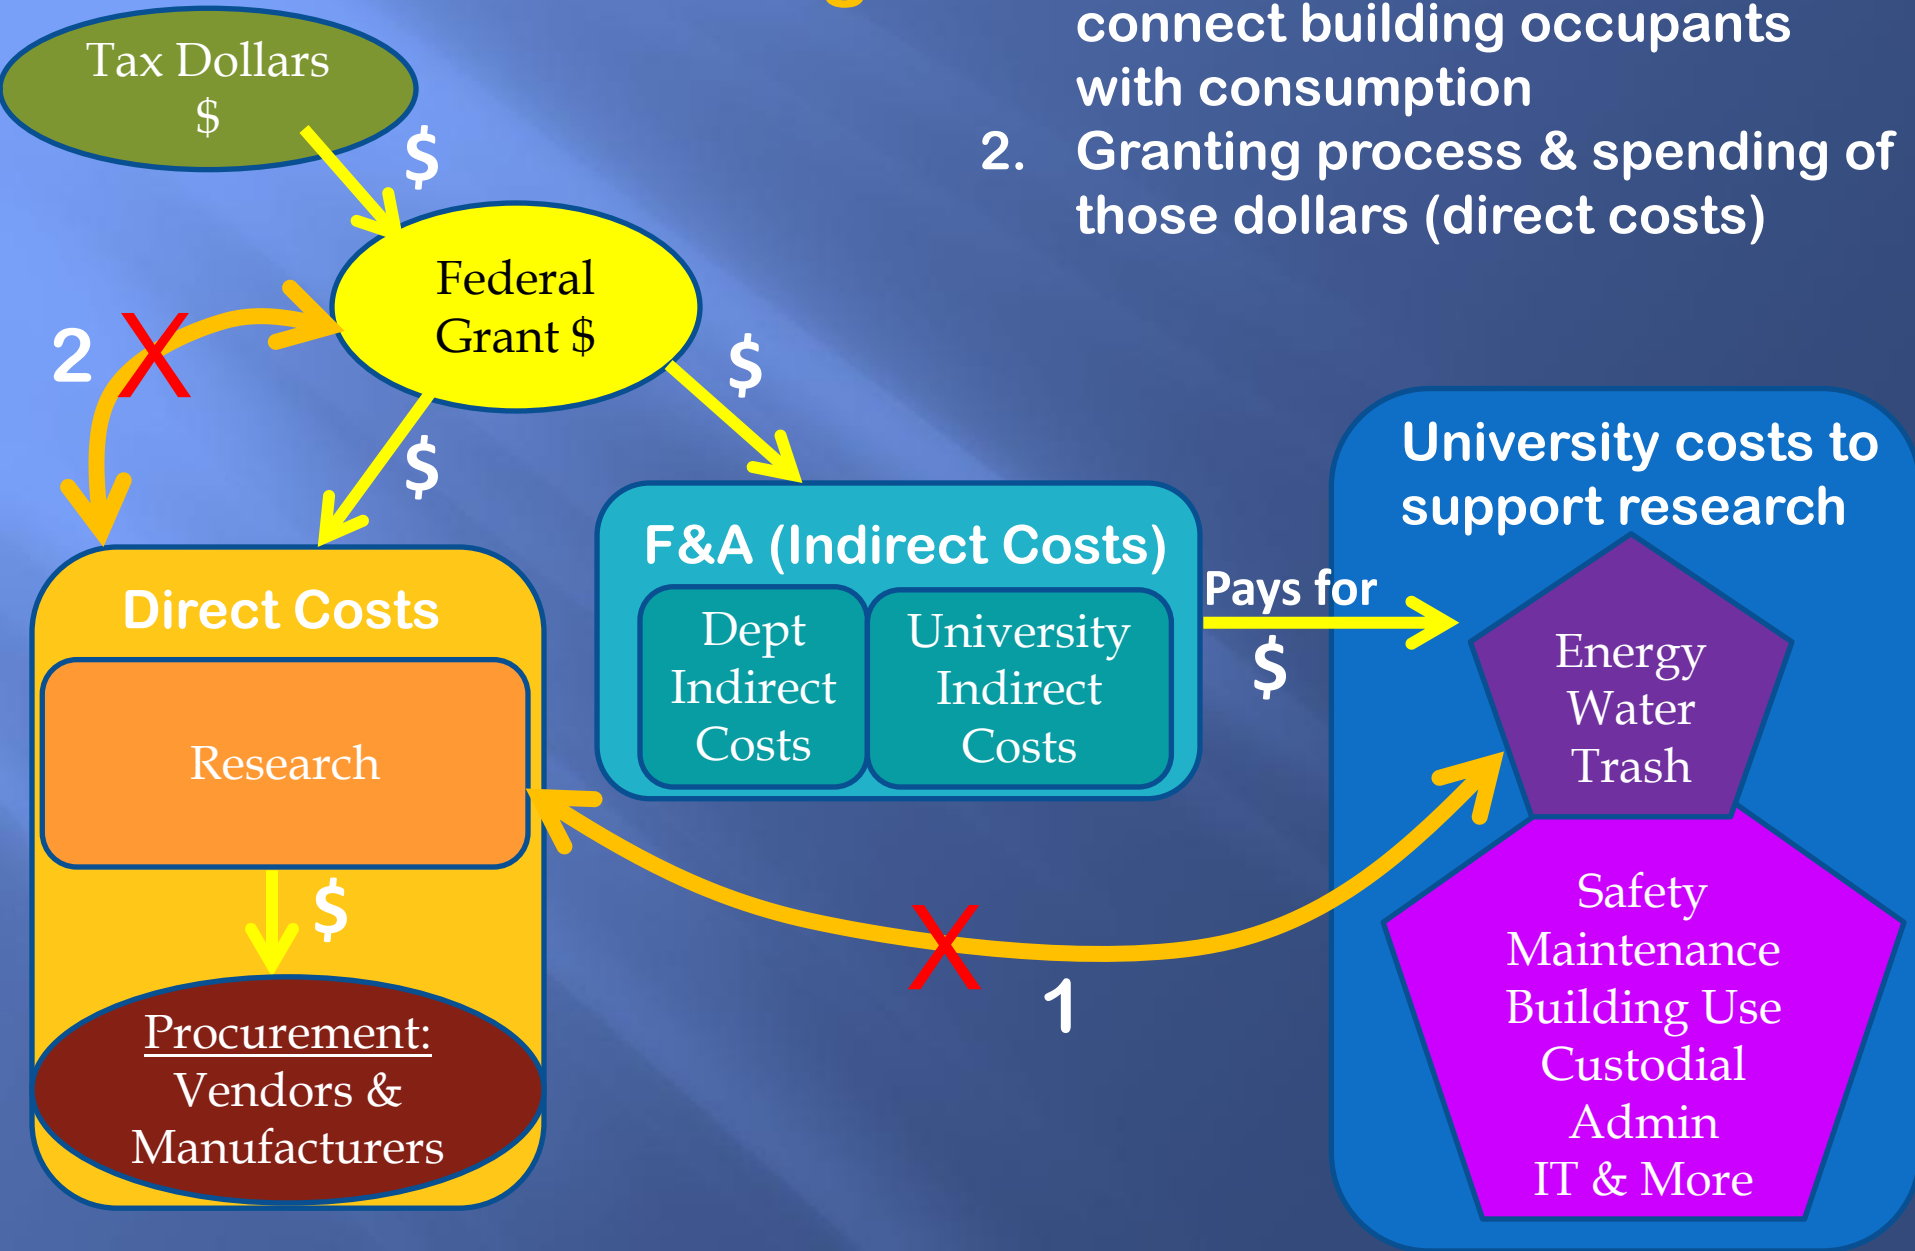 connect building occupants
with consumption
2. Granting process & spending of
those dollars (direct costs)
Tax Dollars
$
$
Federal
Grant $
2 X
$
$
University costs to
support research
F&A (Indirect Costs)
Dept
Indirect
Costs
University
Indirect
Costs
Pays for
$
Energy
Water
Trash
Direct Costs
Research
$
Procurement:
Vendors &
Manufacturers
X
1
Safety
Maintenance
Building Use
Custodial
Admin
IT & More